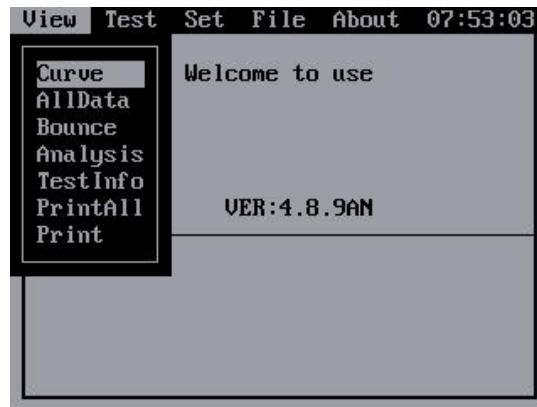 View Test Set File About 07:53:03
Curve
Welcome to use
AllData
Bounce
Analysis
TestInfo
PrintAll
VER:4.8.9AN
Print